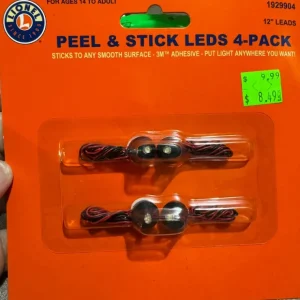 FOR AGES 14 TO ADULT
1929904
LIONEL
12" LEADS
PEEL & STICK LEDS 4-PACK
STICKS TO ANY SMOOTH SURFACE - 3M™ ADHESIVE - PUT LIGHT ANYWHERE YOU WANT!
$ 9.99
$ 8.49